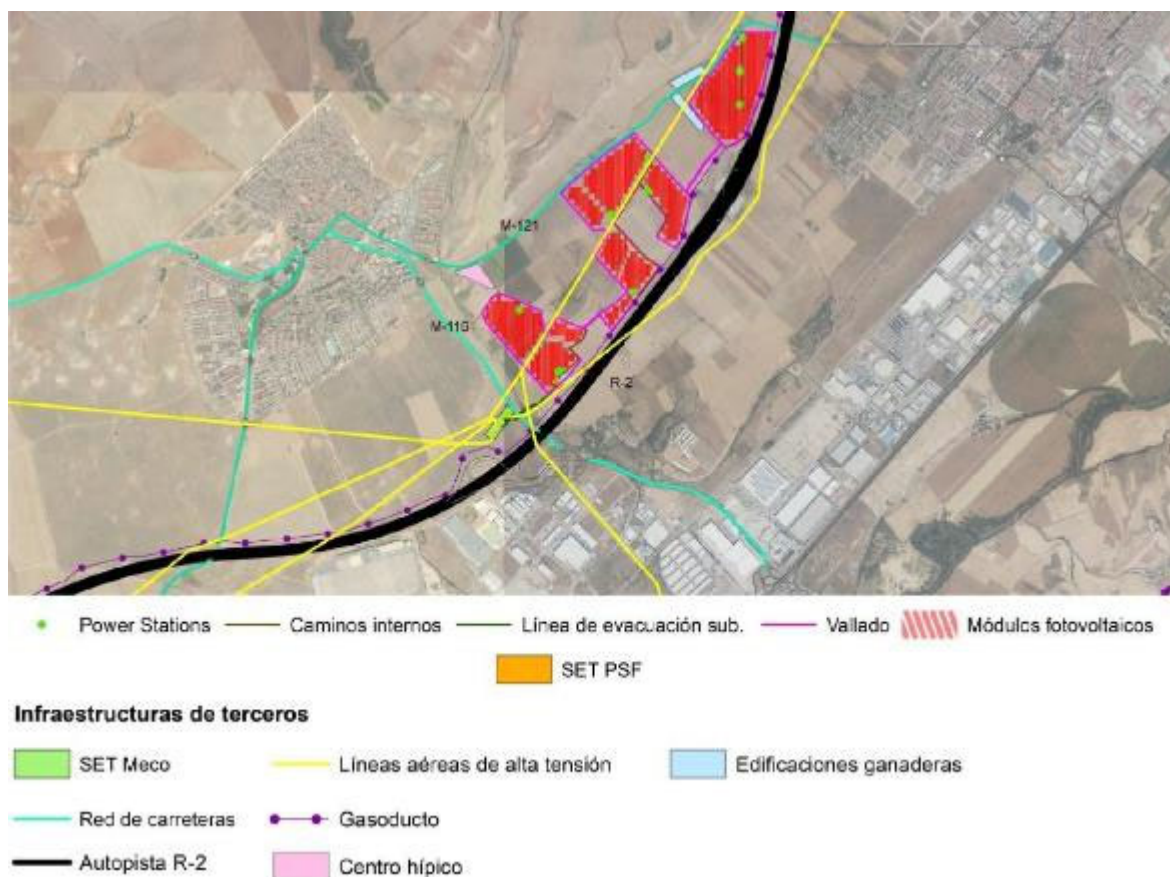 M-121
M-116
R-2
Power Stations
Caminos internos
Línea de evacuación sub.
Vallado
Módulos fotovoltaicos
SET PSF
Infraestructuras de terceros
SET Meco
Líneas aéreas de alta tensión
Edificaciones ganaderas
Red de carreteras
Gasoducto
Autopista R-2
Centro hípico